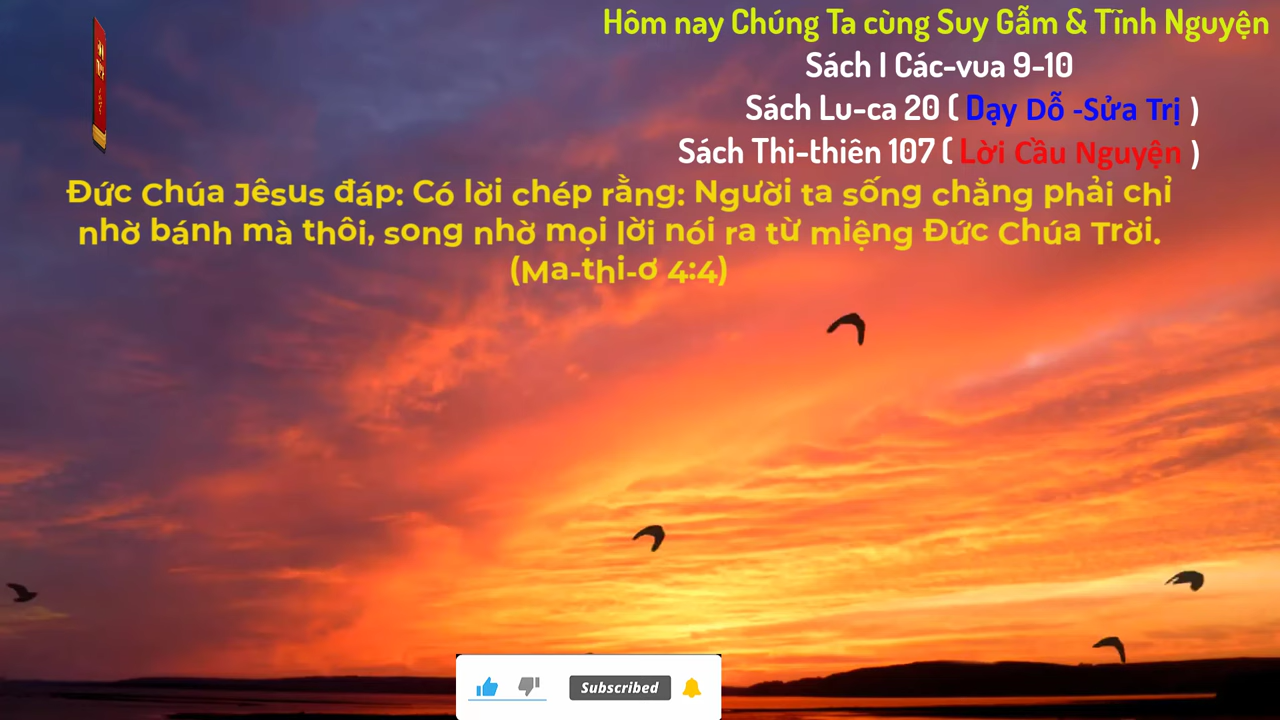 Hôm nay Chúng Ta cùng Suy Gẫm & Tĩnh Nguyện
Sách I Các-vua 9-10
Sách Lu-ca 20 ( Dạy Dỗ -Sửa Trị )
Sách Thi-thiên 107 ( Lời Cầu Nguyện )
Đức Chúa Jêsus đáp: Có lời chép rằng: Người ta sống chẳng phải chỉ
nhờ bánh mà thôi, song nhờ mọi lời nói ra từ miệng Đức Chúa Trời.
(Ma-thi-ơ 4:4)
Subscribed